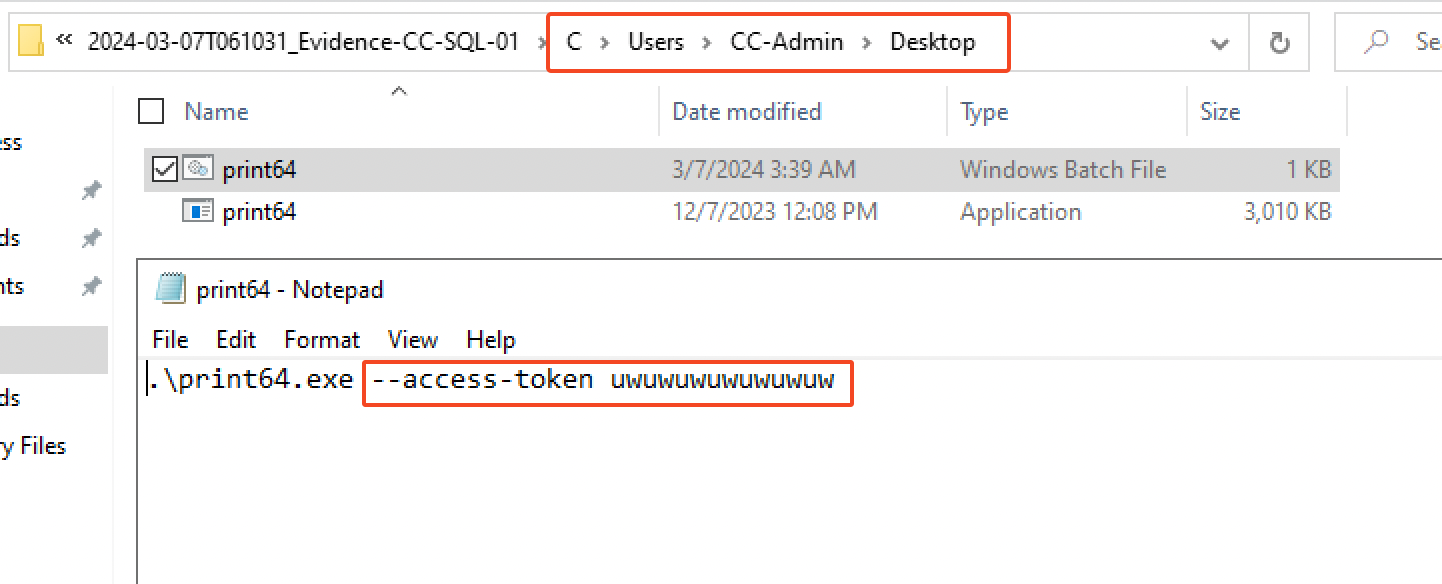 « 2024-03-07T061031_Evidence-CC-SQL-01 › C › Users › CC-Admin › Desktop Se
Name Date modified Type Size
ess
print64 3/7/2024 3:39 AM Windows Batch File 1 KB
print64 12/7/2023 12:08 PM Application 3,010 KB
ds
nts
print64 - Notepad
File Edit Format View Help
.\print64.exe --access-token uwuwuwuwuwuwuw
ds
ry Files